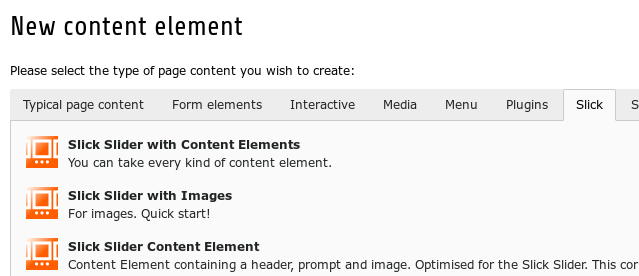 New content element
Please select the type of page content you wish to create:
Typical page content Form elements Interactive Media Menu Plugins Slick S
Slick Slider with Content Elements
You can take every kind of content element.
Slick Slider with Images
For images. Quick start!
Slick Slider Content Element
Content Element containing a header, prompt and image. Optimised for the Slick Slider. This cor